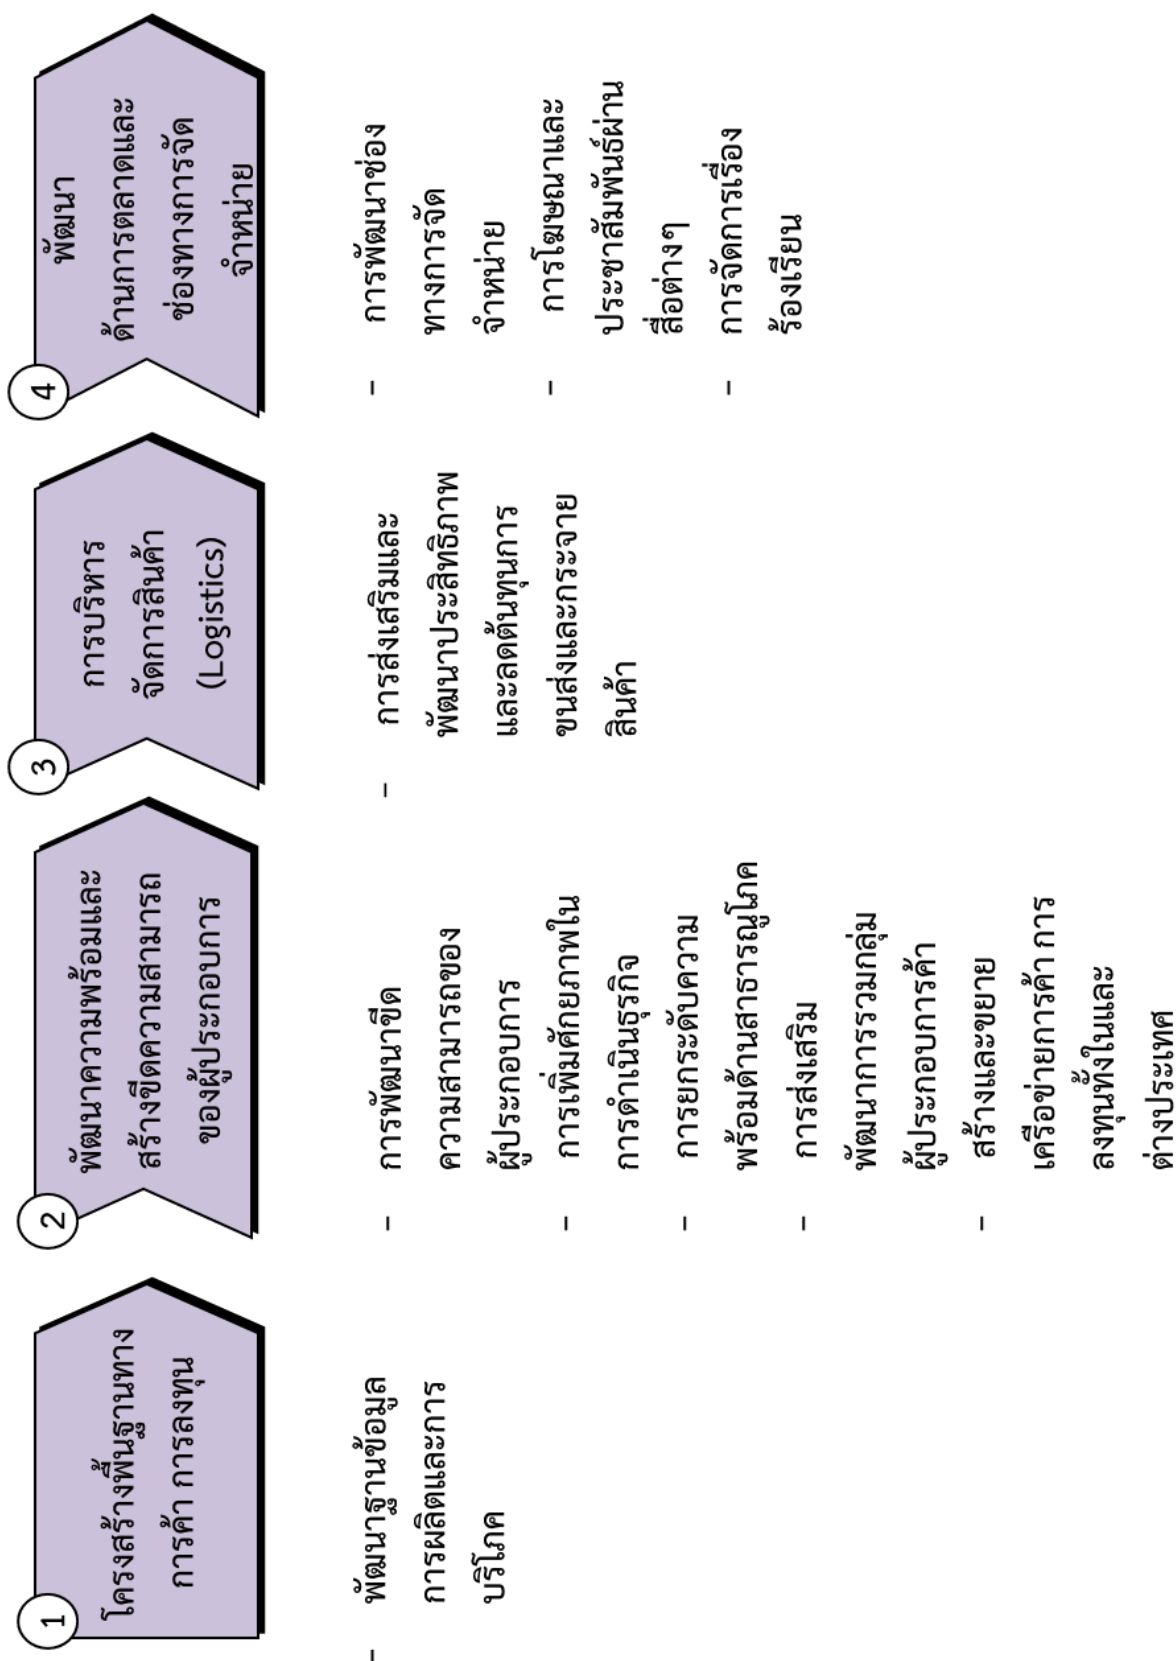 1
โครงสร้างพื้นฐานทาง
การค้า การลงทุน
- พัฒนาฐานข้อมูล
การผลิตและการ
บริโภค
2
พัฒนาความพร้อมและ
สร้างขีดความสามารถ
ของผู้ประกอบการ
- การพัฒนาขีด
ความสามารถของ
ผู้ประกอบการ
- การเพิ่มศักยภาพใน
การดำเนินธุรกิจ
- การยกระดับความ
พร้อมด้านสาธารณูโภค
- การส่งเสริม
พัฒนาการรวมกลุ่ม
ผู้ประกอบการค้า
- สร้างและขยาย
เครือข่ายการค้า การ
ลงทุนทั้งในและ
ต่างประเทศ
3
การบริหาร
จัดการสินค้า
(Logistics)
- การส่งเสริมและ
พัฒนาประสิทธิภาพ
และลดต้นทุนการ
ขนส่งและกระจาย
สินค้า
4
พัฒนา
ด้านการตลาดและ
ช่องทางการจัด
จำหน่าย
- การพัฒนาช่อง
ทางการจัด
จำหน่าย
- การโฆษณาและ
ประชาสัมพันธ์ผ่าน
สื่อต่างๆ
- การจัดการเรื่อง
ร้องเรียน